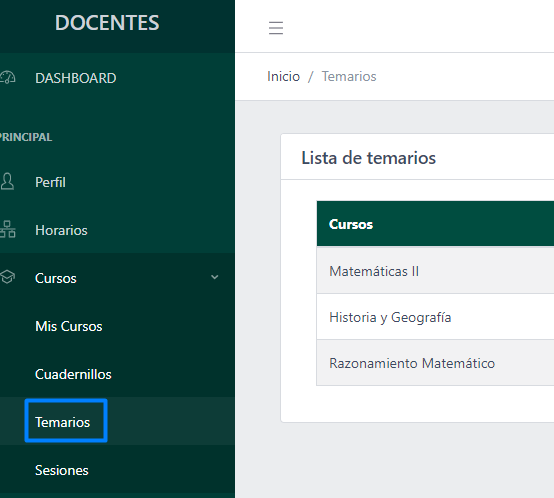 DOCENTES
DASHBOARD
PRINCIPAL
Perfil
Horarios
Cursos
Mis Cursos
Cuadernillos
Temarios
Sesiones
Inicio / Temarios
Lista de temarios
Cursos
Matemáticas II
Historia y Geografía
Razonamiento Matemático